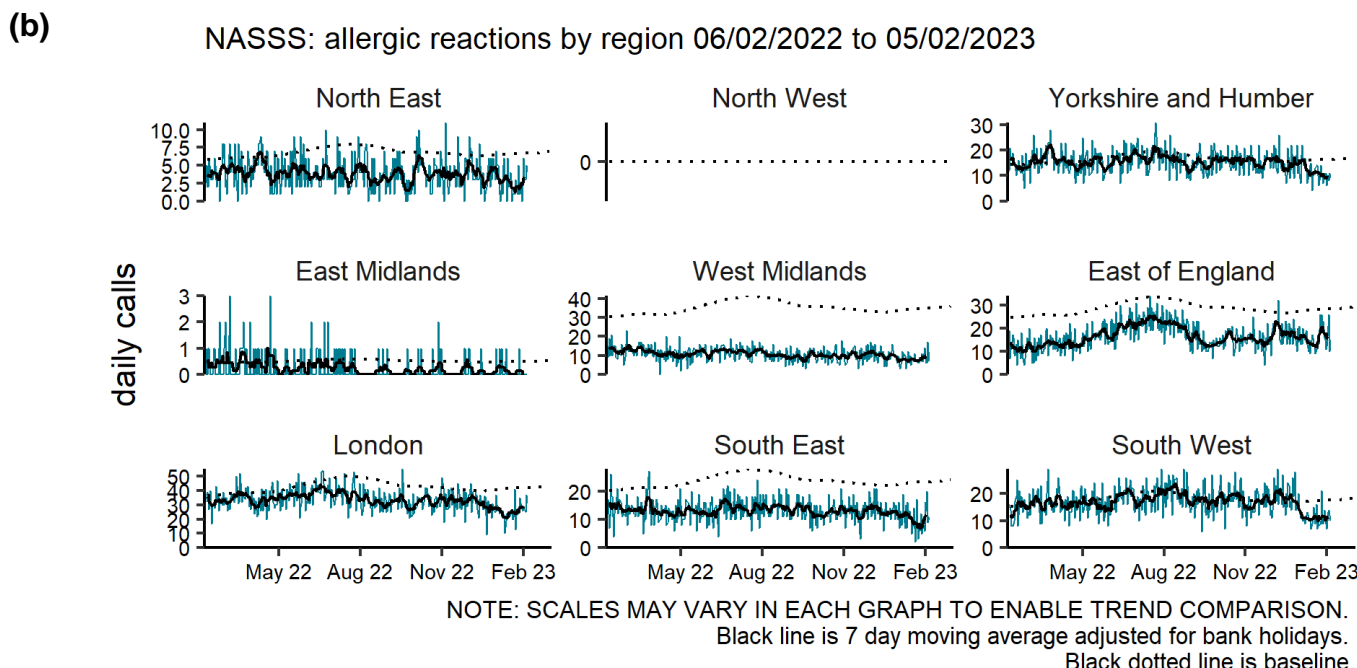 (b)
NASSS: allergic reactions by region 06/02/2022 to 05/02/2023
daily calls
North East
10.0
7.5
5.0
2.5
0.0
North West
0
Yorkshire and Humber
30
20
10
0
East Midlands
3
2
1
0
West Midlands
40
30
20
10
0
East of England
30
20
10
0
London
50
40
30
20
10
0
May 22 Aug 22 Nov 22 Feb 23
South East
20
10
0
May 22 Aug 22 Nov 22 Feb 23
South West
20
10
0
May 22 Aug 22 Nov 22 Feb 23
NOTE: SCALES MAY VARY IN EACH GRAPH TO ENABLE TREND COMPARISON.
Black line is 7 day moving average adjusted for bank holidays.
Black dotted line is baseline.